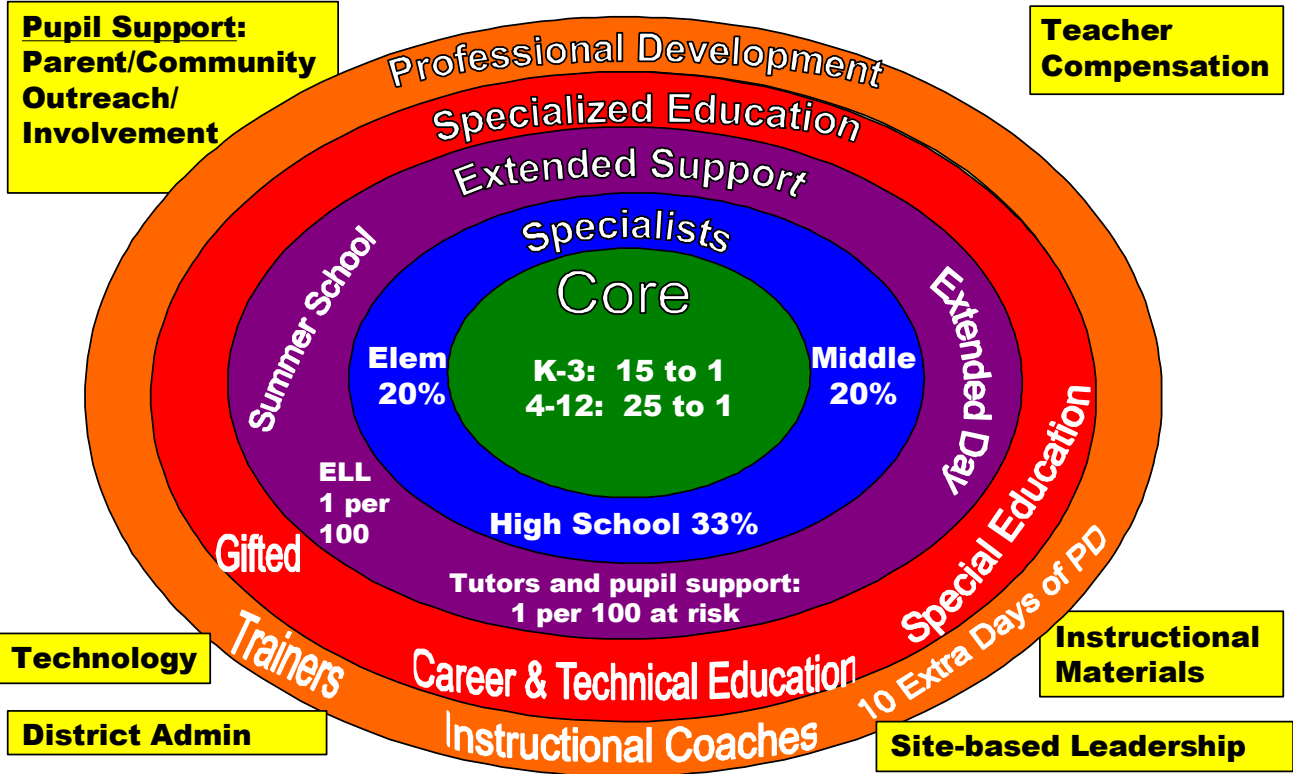 Pupil Support:
Parent/Community
Outreach/
Involvement
Teacher
Compensation
Professional Development
Specialized Education
Extended Support
Specialists
Core
K-3: 15 to 1
4-12: 25 to 1
Elem
20%
Middle
20%
High School 33%
Summer School
Extended Day
ELL
1 per
100
Tutors and pupil support:
1 per 100 at risk
Gifted
Career & Technical Education
Special Education
Trainers
Instructional Coaches
10 Extra Days of PD
Technology
District Admin
Instructional
Materials
Site-based Leadership